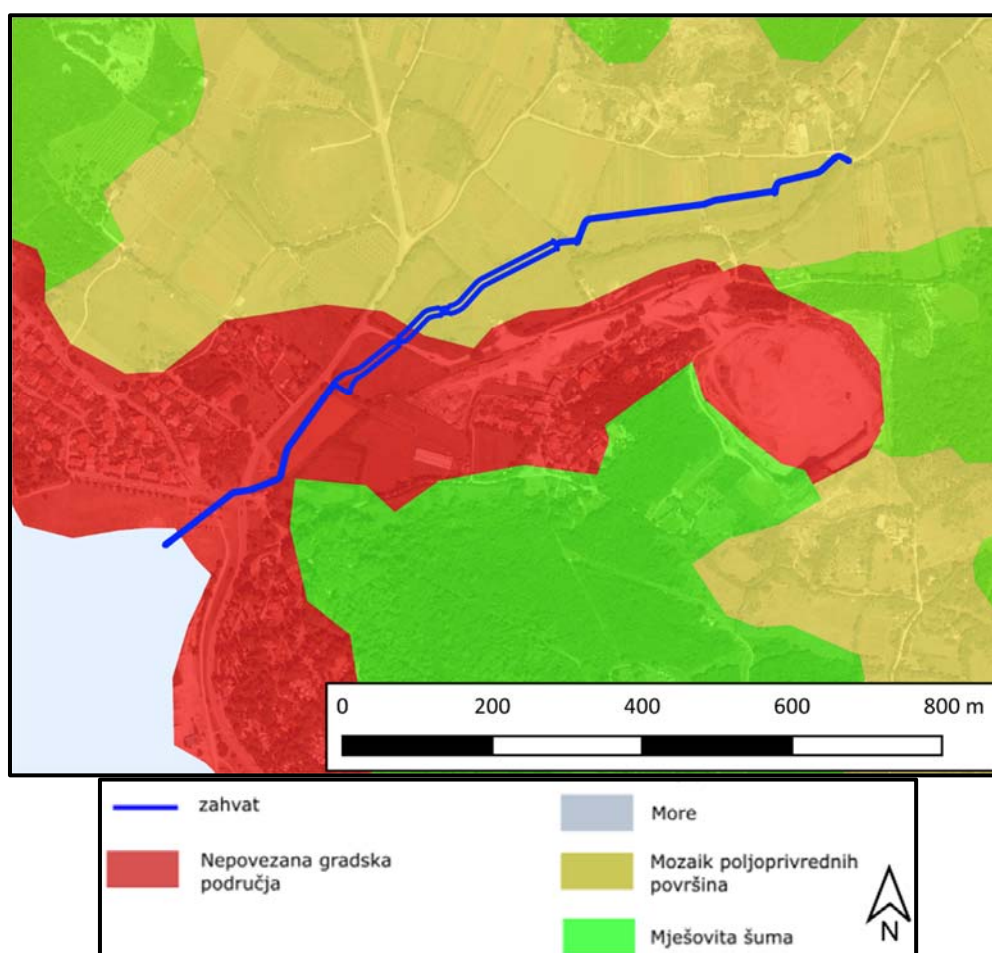 0 200 400 600 800 m
zahvat
Nepovezana gradska
područja
More
Mozaik poljoprivrednih
površina
Mješovita šuma
N